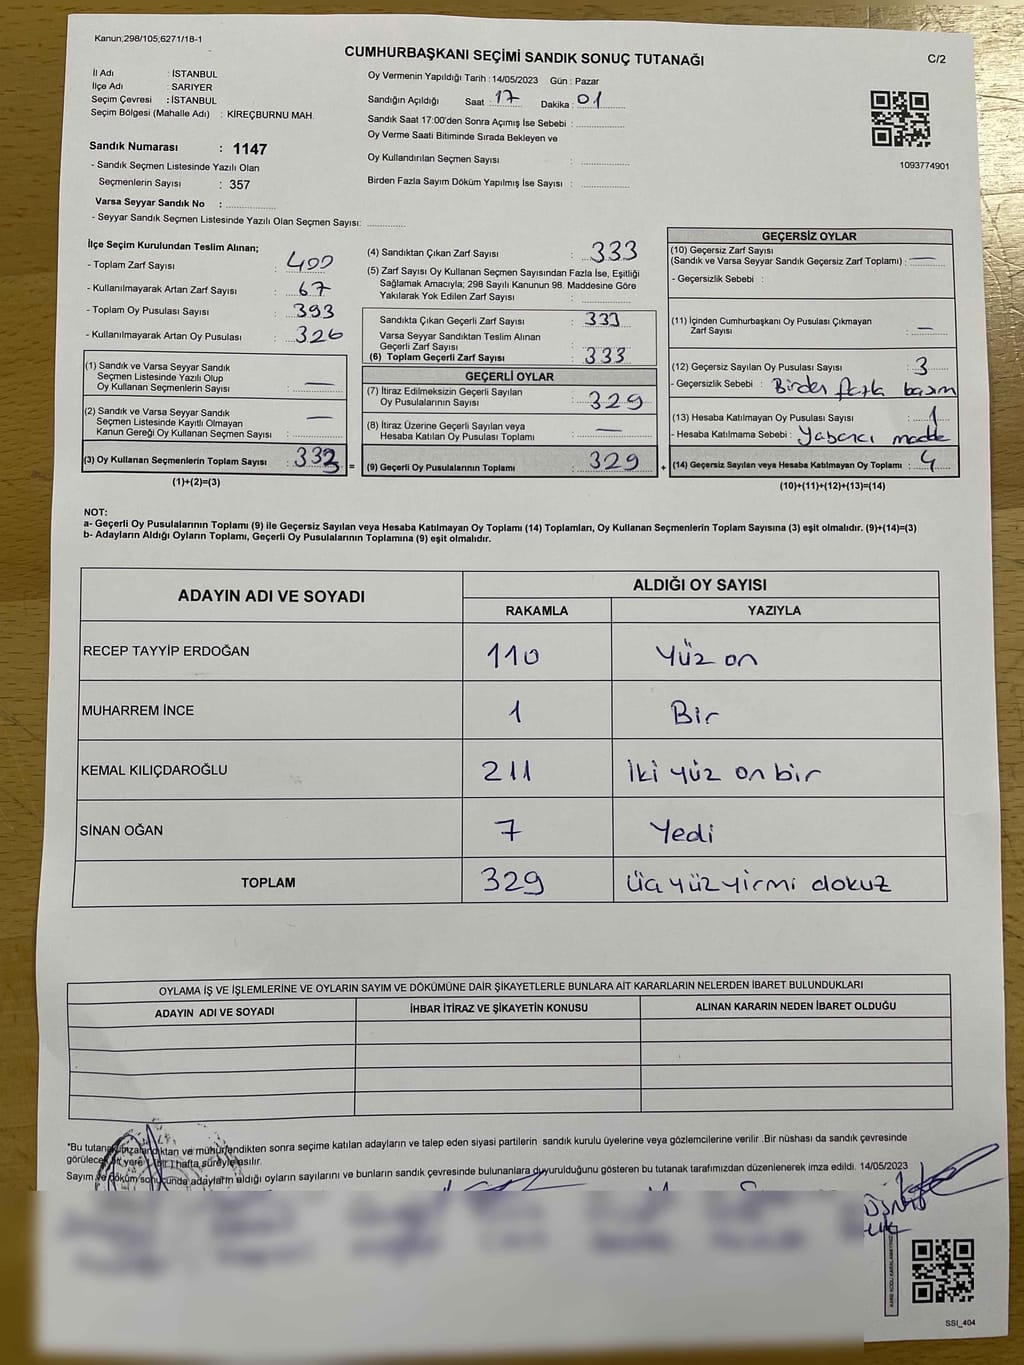 Kanun;298/105;6271/18-1
CUMHURBAŞKANI SEÇİMİ SANDIK SONUÇ TUTANAĞI
C/2
İl Adı : İSTANBUL
İlçe Adı : SARIYER
Seçim Çevresi : İSTANBUL
Seçim Bölgesi (Mahalle Adı) : KİREÇBURNU MAH.
Sandık Numarası : 1147
- Sandık Seçmen Listesinde Yazılı Olan
Seçmenlerin Sayısı : 357
Varsa Seyyar Sandık No :
- Seyyar Sandık Seçmen Listesinde Yazılı Olan Seçmen Sayısı:
Oy Vermenin Yapıldığı Tarih : 14/05/2023 Gün : Pazar
Sandığın Açıldığı Saat : 17 Dakika : 01
Sandık Saat 17:00'den Sonra Açımış İse Sebebi :
Oy Verme Saati Bitiminde Sırada Bekleyen ve
Oy Kullandırılan Seçmen Sayısı :
Birden Fazla Sayım Döküm Yapılmış İse Sayısı :
1093774901
İlçe Seçim Kurulundan Teslim Alınan;
- Toplam Zarf Sayısı : 400
- Kullanılmayarak Artan Zarf Sayısı : 67
- Toplam Oy Pusulası Sayısı : 393
- Kullanılmayarak Artan Oy Pusulası : 326
(1) Sandık ve Varsa Seyyar Sandık
Seçmen Listesinde Yazılı Olup
Oy Kullanan Seçmenlerin Sayısı : —
(2) Sandık ve Varsa Seyyar Sandık
Seçmen Listesinde Kayıtlı Olmayan
Kanun Gereği Oy Kullanan Seçmen Sayısı : —
(3) Oy Kullanan Seçmenlerin Toplam Sayısı : 333 =
(1)+(2)=(3)
(4) Sandıktan Çıkan Zarf Sayısı : 333
(5) Zarf Sayısı Oy Kullanan Seçmen Sayısından Fazla İse, Eşitliği
Sağlamak Amacıyla; 298 Sayılı Kanunun 98. Maddesine Göre
Yakılarak Yok Edilen Zarf Sayısı :
Sandıkta Çıkan Geçerli Zarf Sayısı : 333
Varsa Seyyar Sandıktan Teslim Alınan
Geçerli Zarf Sayısı :
(6) Toplam Geçerli Zarf Sayısı : 333
GEÇERLİ OYLAR
(7) İtiraz Edilmeksizin Geçerli Sayılan
Oy Pusulalarının Sayısı : 329
(8) İtiraz Üzerine Geçerli Sayılan veya
Hesaba Katılan Oy Pusulası Toplamı : —
(9) Geçerli Oy Pusulalarının Toplamı : 329 +
GEÇERSİZ OYLAR
(10) Geçersiz Zarf Sayısı
(Sandık ve Varsa Seyyar Sandık Geçersiz Zarf Toplamı) : —
- Geçersizlik Sebebi :
(11) İçinden Cumhurbaşkanı Oy Pusulası Çıkmayan
Zarf Sayısı : —
(12) Geçersiz Sayılan Oy Pusulası Sayısı : 3
- Geçersizlik Sebebi : Birden fazla basım
(13) Hesaba Katılmayan Oy Pusulası Sayısı : 1
- Hesaba Katılmama Sebebi : Yabancı madde
(14) Geçersiz Sayılan veya Hesaba Katılmayan Oy Toplamı : 4
(10)+(11)+(12)+(13)=(14)
NOT:
a- Geçerli Oy Pusulalarının Toplamı (9) ile Geçersiz Sayılan veya Hesaba Katılmayan Oy Toplamı (14) Toplamları, Oy Kullanan Seçmenlerin Toplam Sayısına (3) eşit olmalıdır. (9)+(14)=(3)
b- Adayların Aldığı Oyların Toplamı, Geçerli Oy Pusulalarının Toplamına (9) eşit olmalıdır.
ADAYIN ADI VE SOYADI ALDIĞI OY SAYISI
RAKAMLA YAZIYLA
RECEP TAYYİP ERDOĞAN 110 Yüz on
MUHARREM İNCE 1 Bir
KEMAL KILIÇDAROĞLU 211 İki yüz on bir
SİNAN OĞAN 7 Yedi
TOPLAM 329 Üç yüz yirmi dokuz
OYLAMA İŞ VE İŞLEMLERİNE VE OYLARIN SAYIM VE DÖKÜMÜNE DAİR ŞİKAYETLERLE BUNLARA AİT KARARLARIN NELERDEN İBARET BULUNDUKLARI
ADAYIN ADI VE SOYADI İHBAR İTİRAZ VE ŞİKAYETİN KONUSU ALINAN KARARIN NEDEN İBARET OLDUĞU
*Bu tutanak imzalandıktan ve mühürlendikten sonra seçime katılan adayların ve talep eden siyasi partilerin sandık kurulu üyelerine veya gözlemcilerine verilir .Bir nüshası da sandık çevresinde
görülecek bir yere 1 bir ) hafta süreyle asılır.
Sayım ve döküm sonucunda adayların aldığı oyların sayılarını ve bunların sandık çevresinde bulunanlara duyurulduğunu gösteren bu tutanak tarafımızdan düzenlenerek imza edildi. 14/05/2023
SSI_404